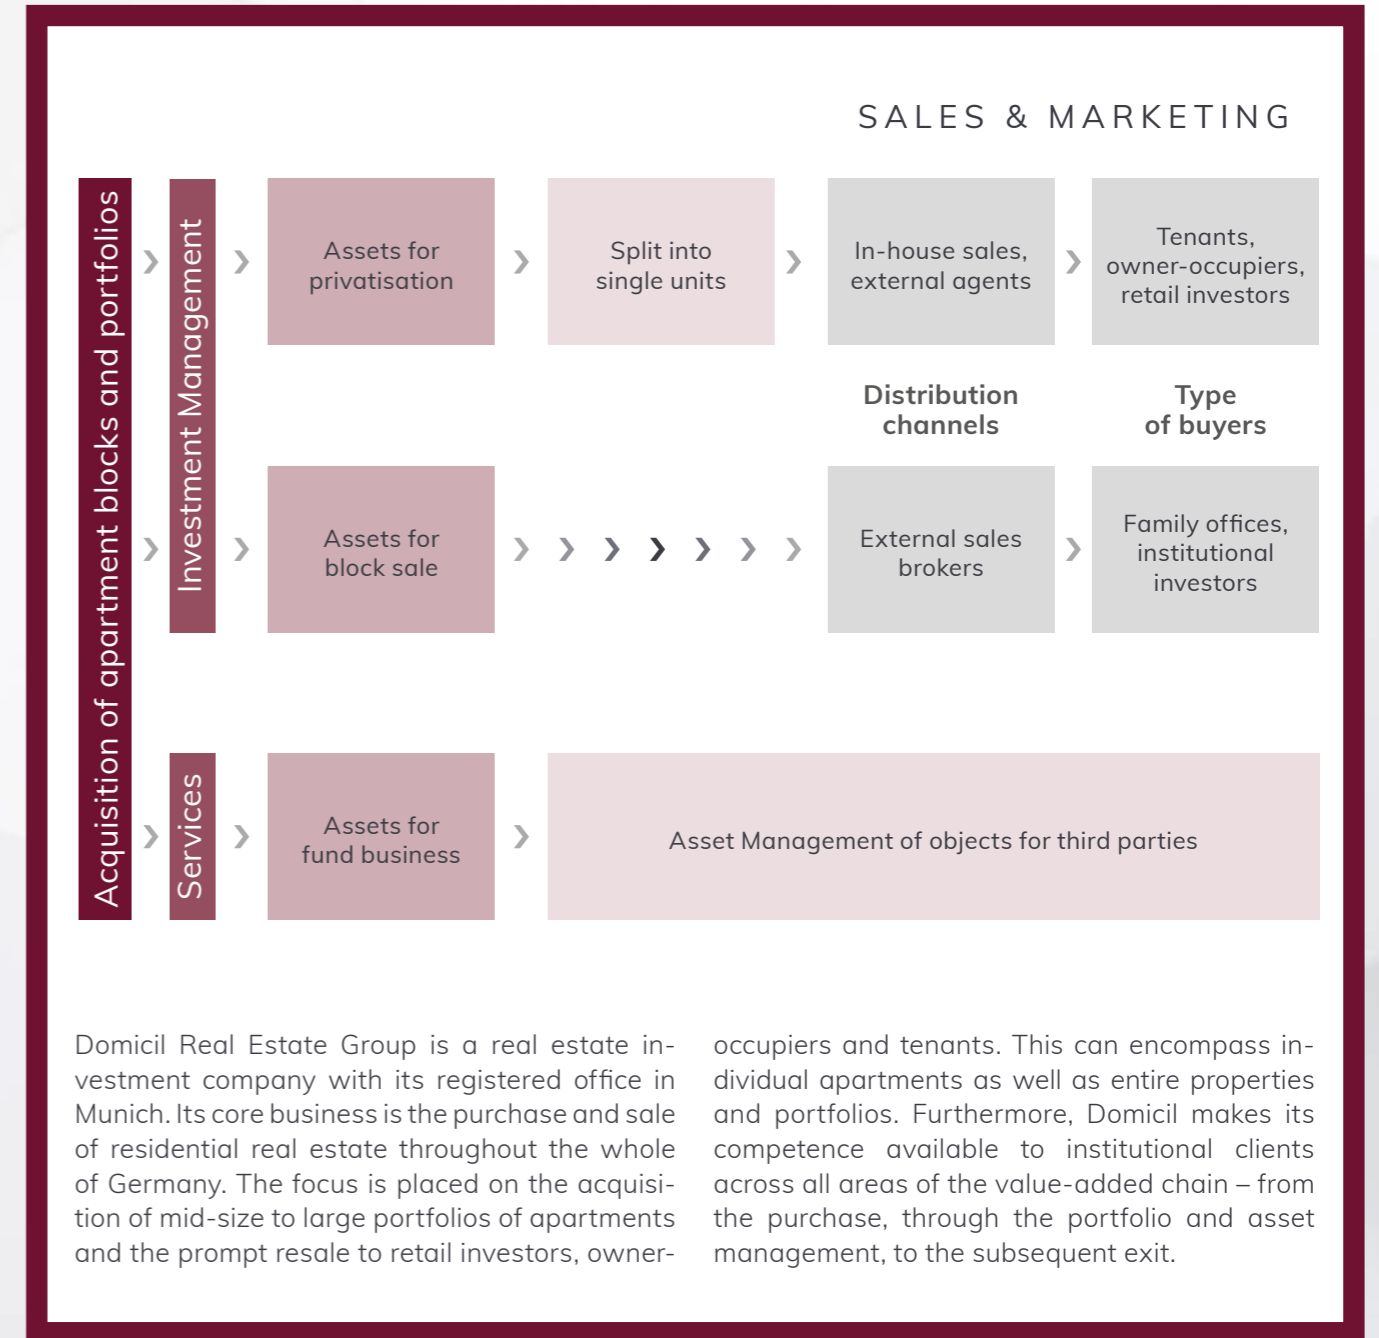 SALES & MARKETING
Acquisition of apartment blocks and portfolios
Investment Management
Assets for
privatisation
Split into
single units
In-house sales,
external agents
Tenants,
owner-occupiers,
retail investors
Distribution
channels
Type
of buyers
Assets for
block sale
External sales
brokers
Family offices,
institutional
investors
Services
Assets for
fund business
Asset Management of objects for third parties
Domicil Real Estate Group is a real estate in-
vestment company with its registered office in
Munich. Its core business is the purchase and sale
of residential real estate throughout the whole
of Germany. The focus is placed on the acquisi-
tion of mid-size to large portfolios of apartments
and the prompt resale to retail investors, owner-
occupiers and tenants. This can encompass in-
dividual apartments as well as entire properties
and portfolios. Furthermore, Domicil makes its
competence available to institutional clients
across all areas of the value-added chain – from
the purchase, through the portfolio and asset
management, to the subsequent exit.